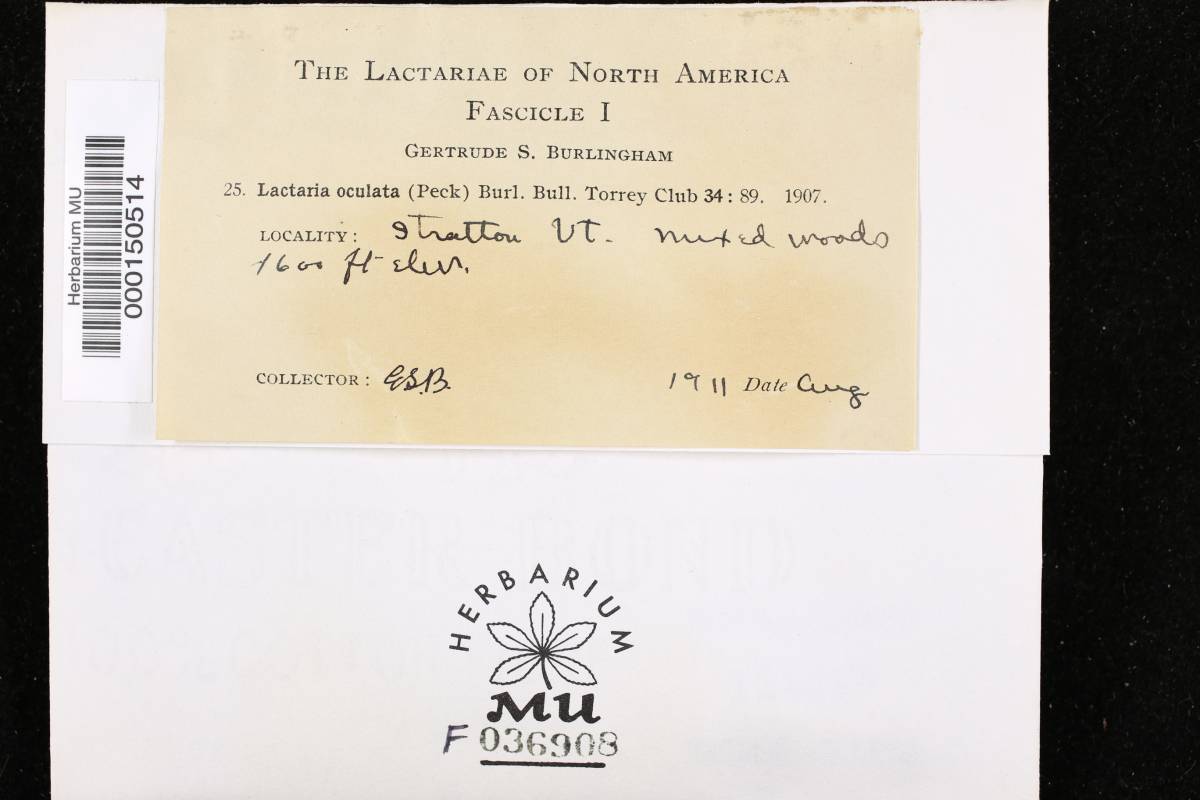 THE LACTARIAE OF NORTH AMERICA
FASCICLE I
GERTRUDE S. BURLINGHAM
25. Lactaria oculata (Peck) Burl. Bull. Torrey Club 34: 89. 1907.
LOCALITY: Stratton Vt. mixed woods
1600 ft elev.
COLLECTOR: GSB. 1911 Date Aug
Herbarium MU
000150514
HERBARIUM
MU
F 036908